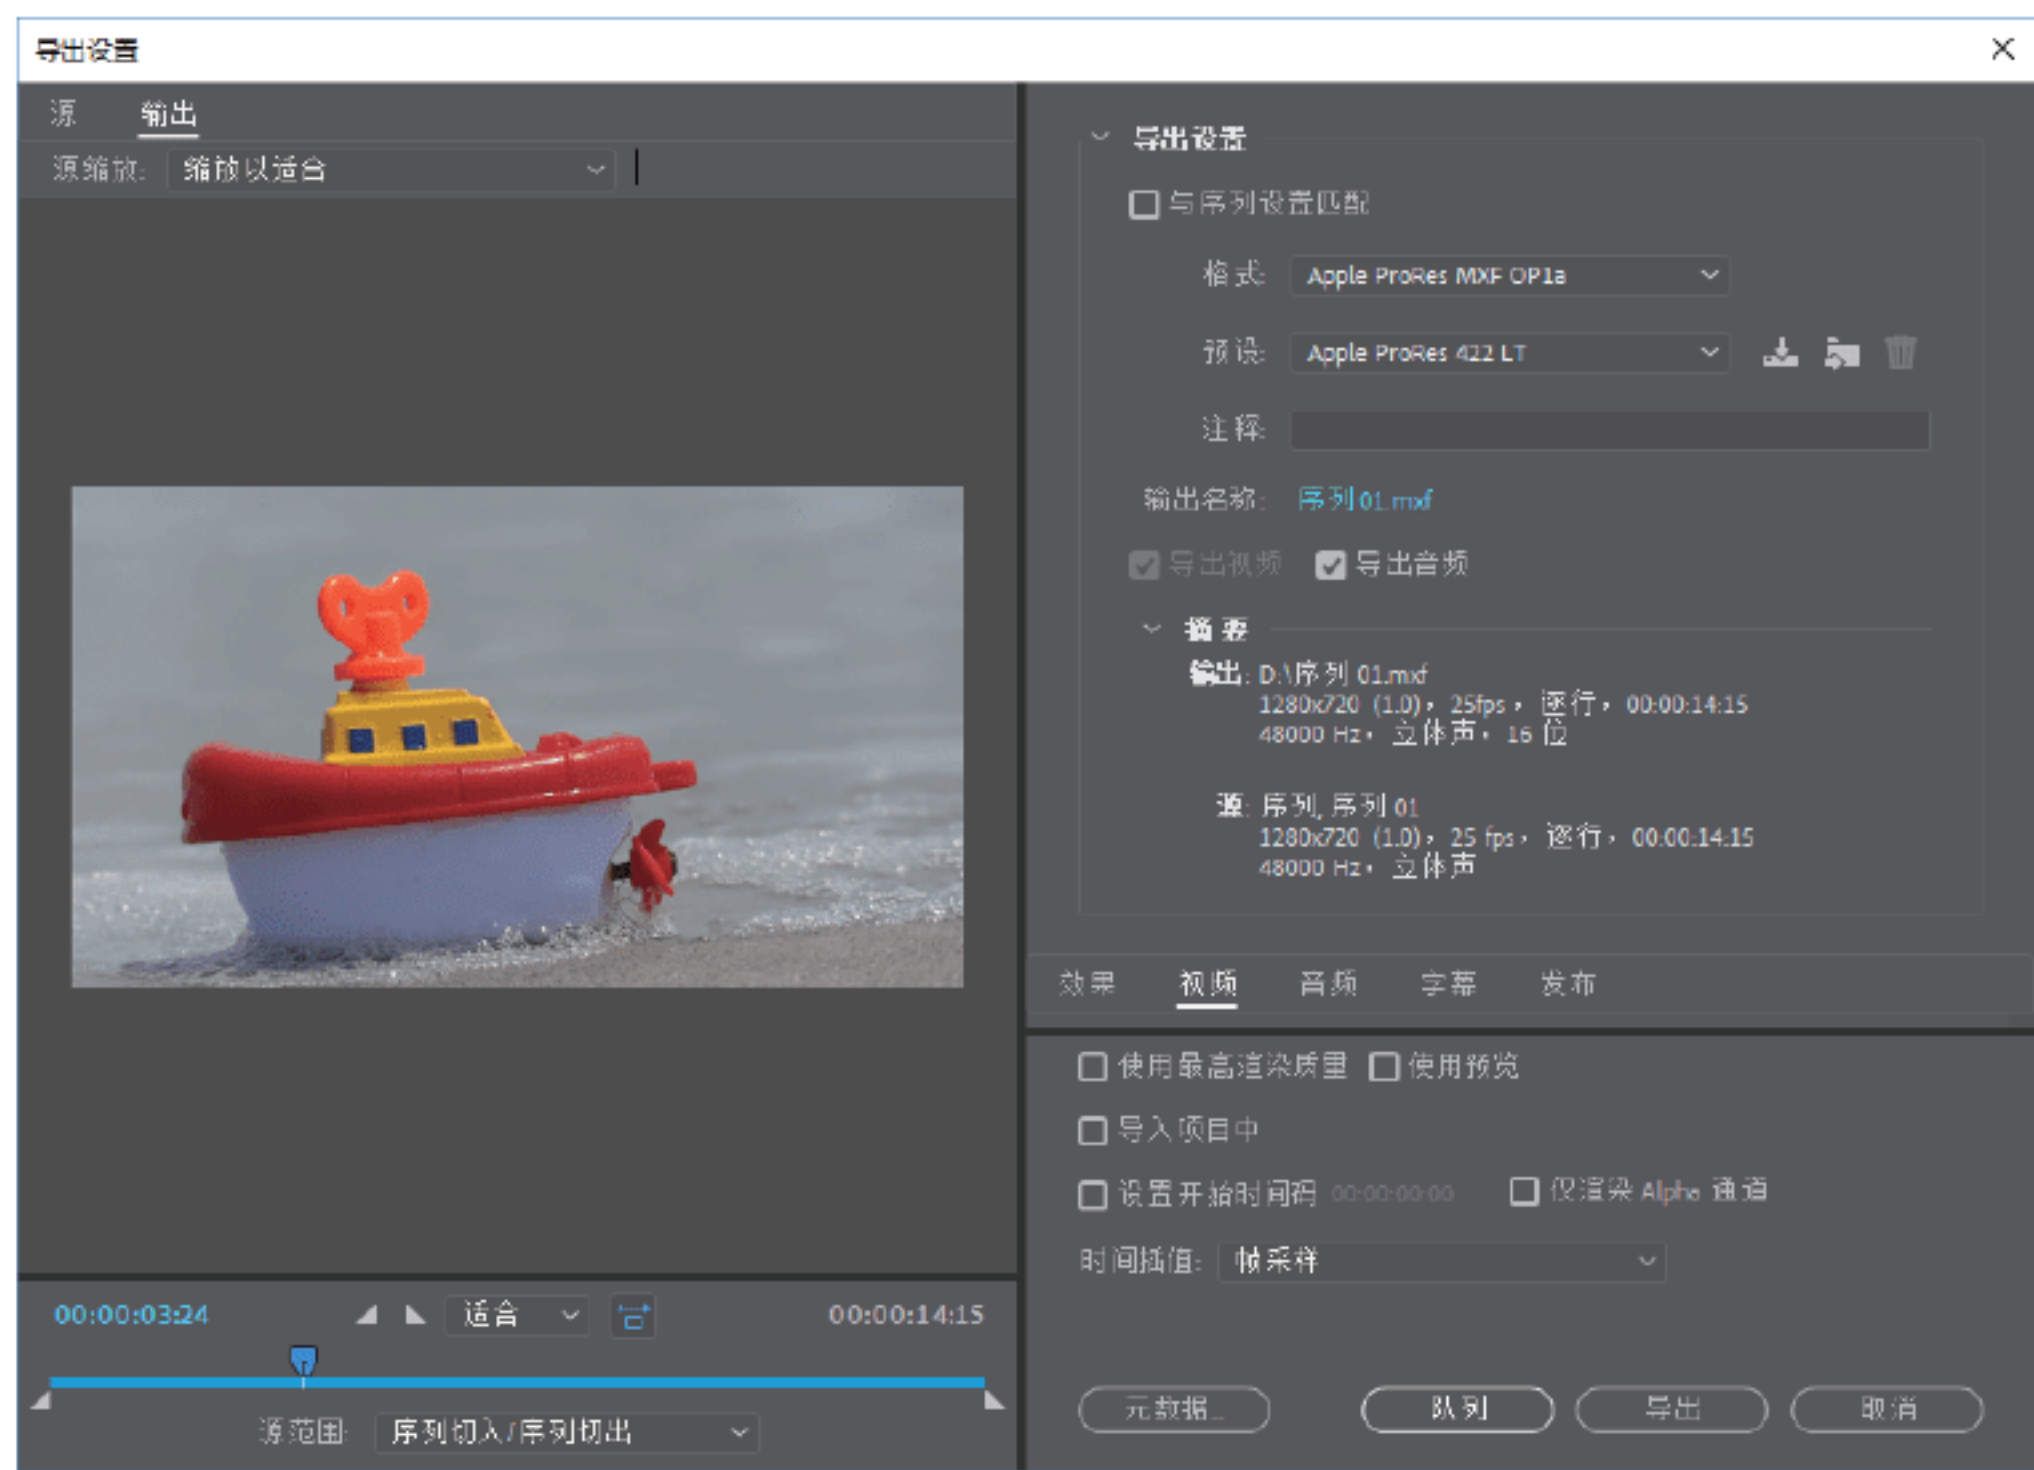 导出设置
源 输出
源缩放: 缩放以适合
00:00:03:24 适合 00:00:14:15
源范围: 序列切入/序列切出
导出设置
与序列设置匹配
格式: Apple ProRes MXF OP1a
预设: Apple ProRes 422 LT
注释:
输出名称: 序列 01.mxf
导出视频 导出音频
摘要
输出: D:\序列 01.mxf
1280x720 (1.0)， 25fps， 逐行， 00:00:14:15
48000 Hz， 立体声， 16 位
源: 序列, 序列 01
1280x720 (1.0)， 25 fps， 逐行， 00:00:14:15
48000 Hz， 立体声
效果 视频 音频 字幕 发布
使用最高渲染质量 使用预览
导入项目中
设置开始时间码 00:00:00:00 仅渲染 Alpha 通道
时间插值: 帧采样
元数据... 队列 导出 取消